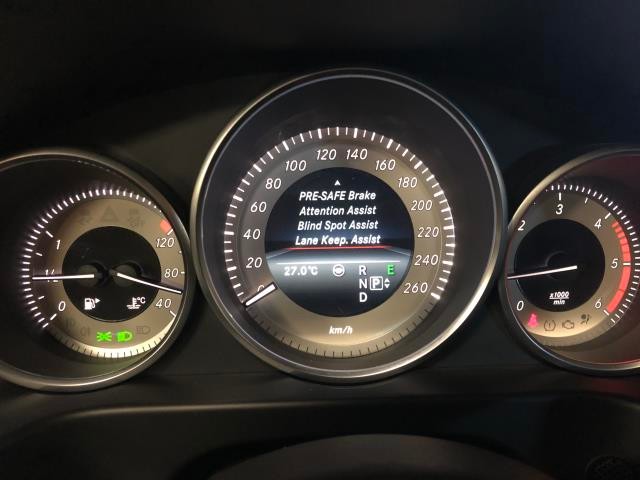 1/1
0
120
80
40
°C
0
20
40
60
80
100
120
140
160
180
200
220
240
260
km/h
PRE-SAFE Brake
Attention Assist
Blind Spot Assist
Lane Keep. Assist
27.0°C
R E
N P
D
1
2
3
4
5
6
0
x1000
min